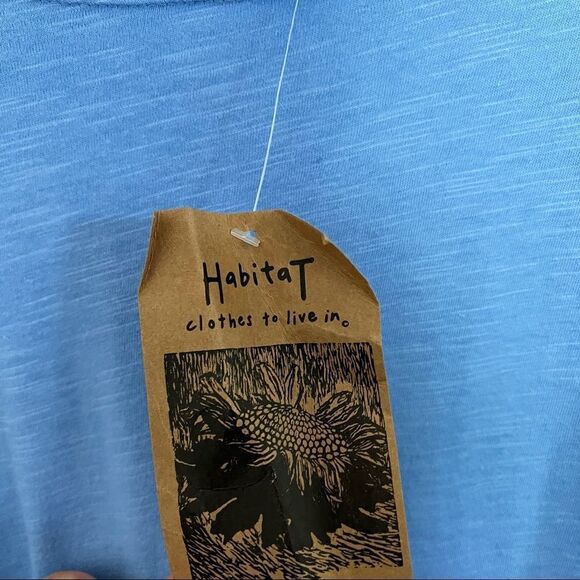 HabitaT
clothes to live in.